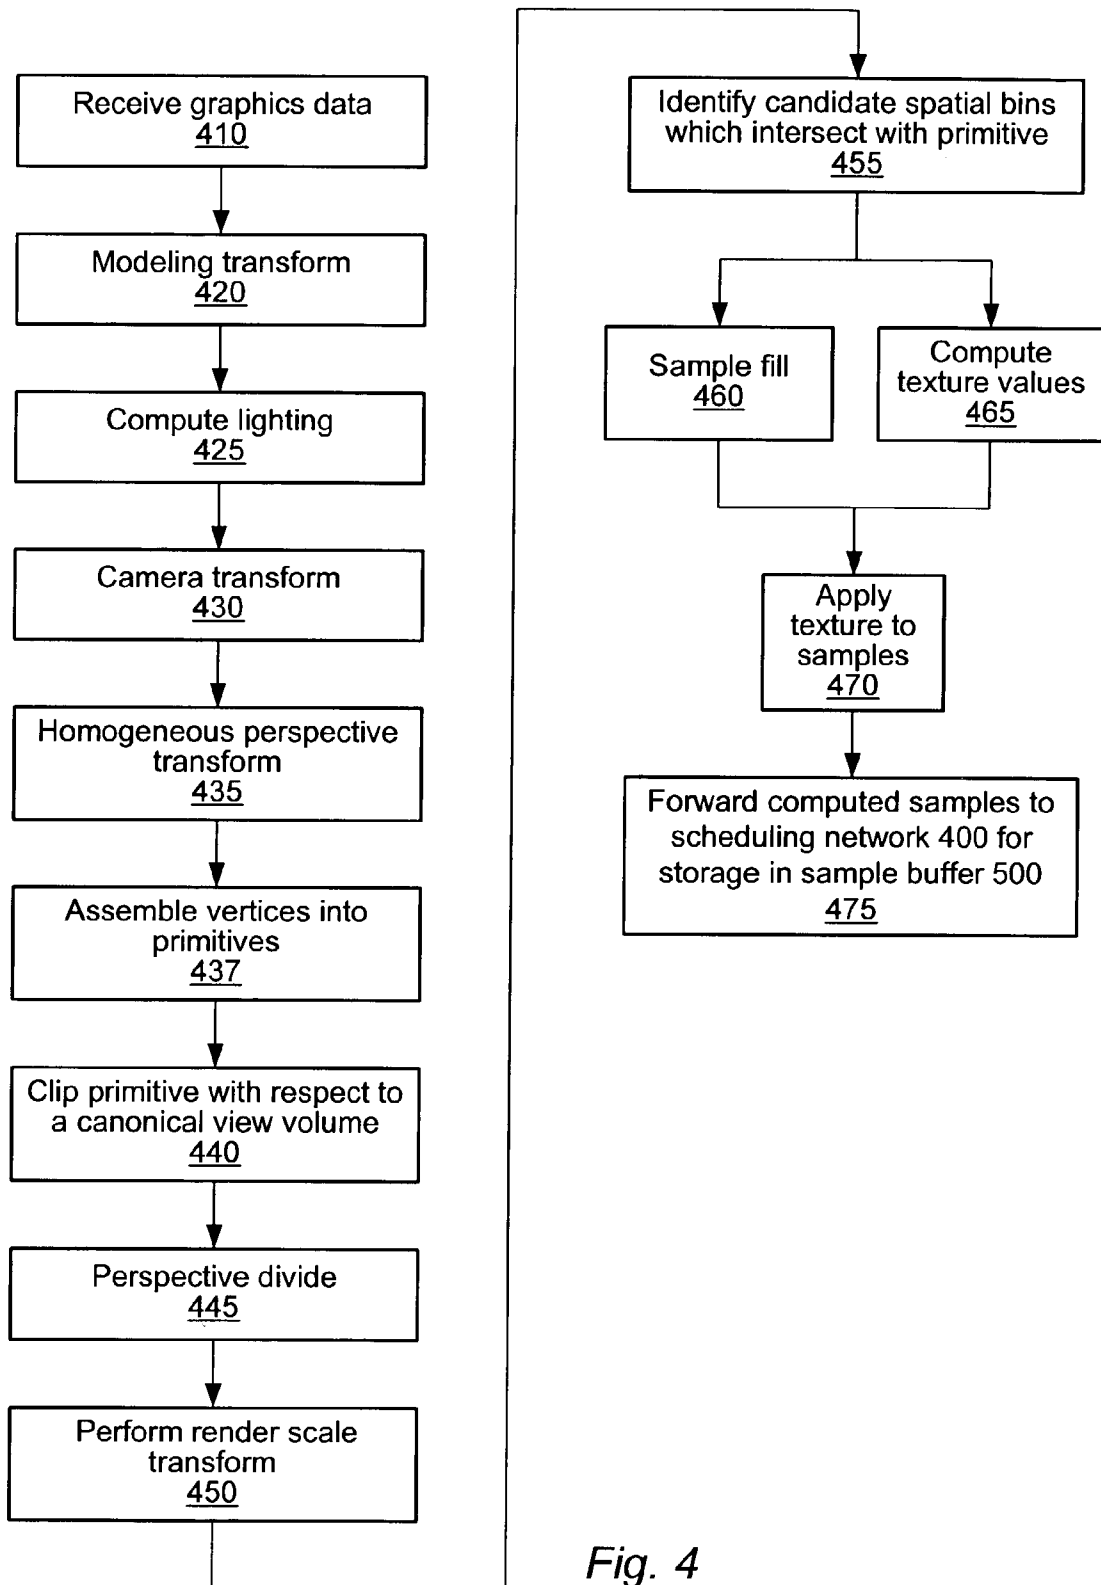 Receive graphics data
410
Modeling transform
420
Compute lighting
425
Camera transform
430
Homogeneous perspective
transform
435
Assemble vertices into
primitives
437
Clip primitive with respect to
a canonical view volume
440
Perspective divide
445
Perform render scale
transform
450
Identify candidate spatial bins
which intersect with primitive
455
Sample fill
460
Compute
texture values
465
Apply
texture to
samples
470
Forward computed samples to
scheduling network 400 for
storage in sample buffer 500
475
Fig. 4